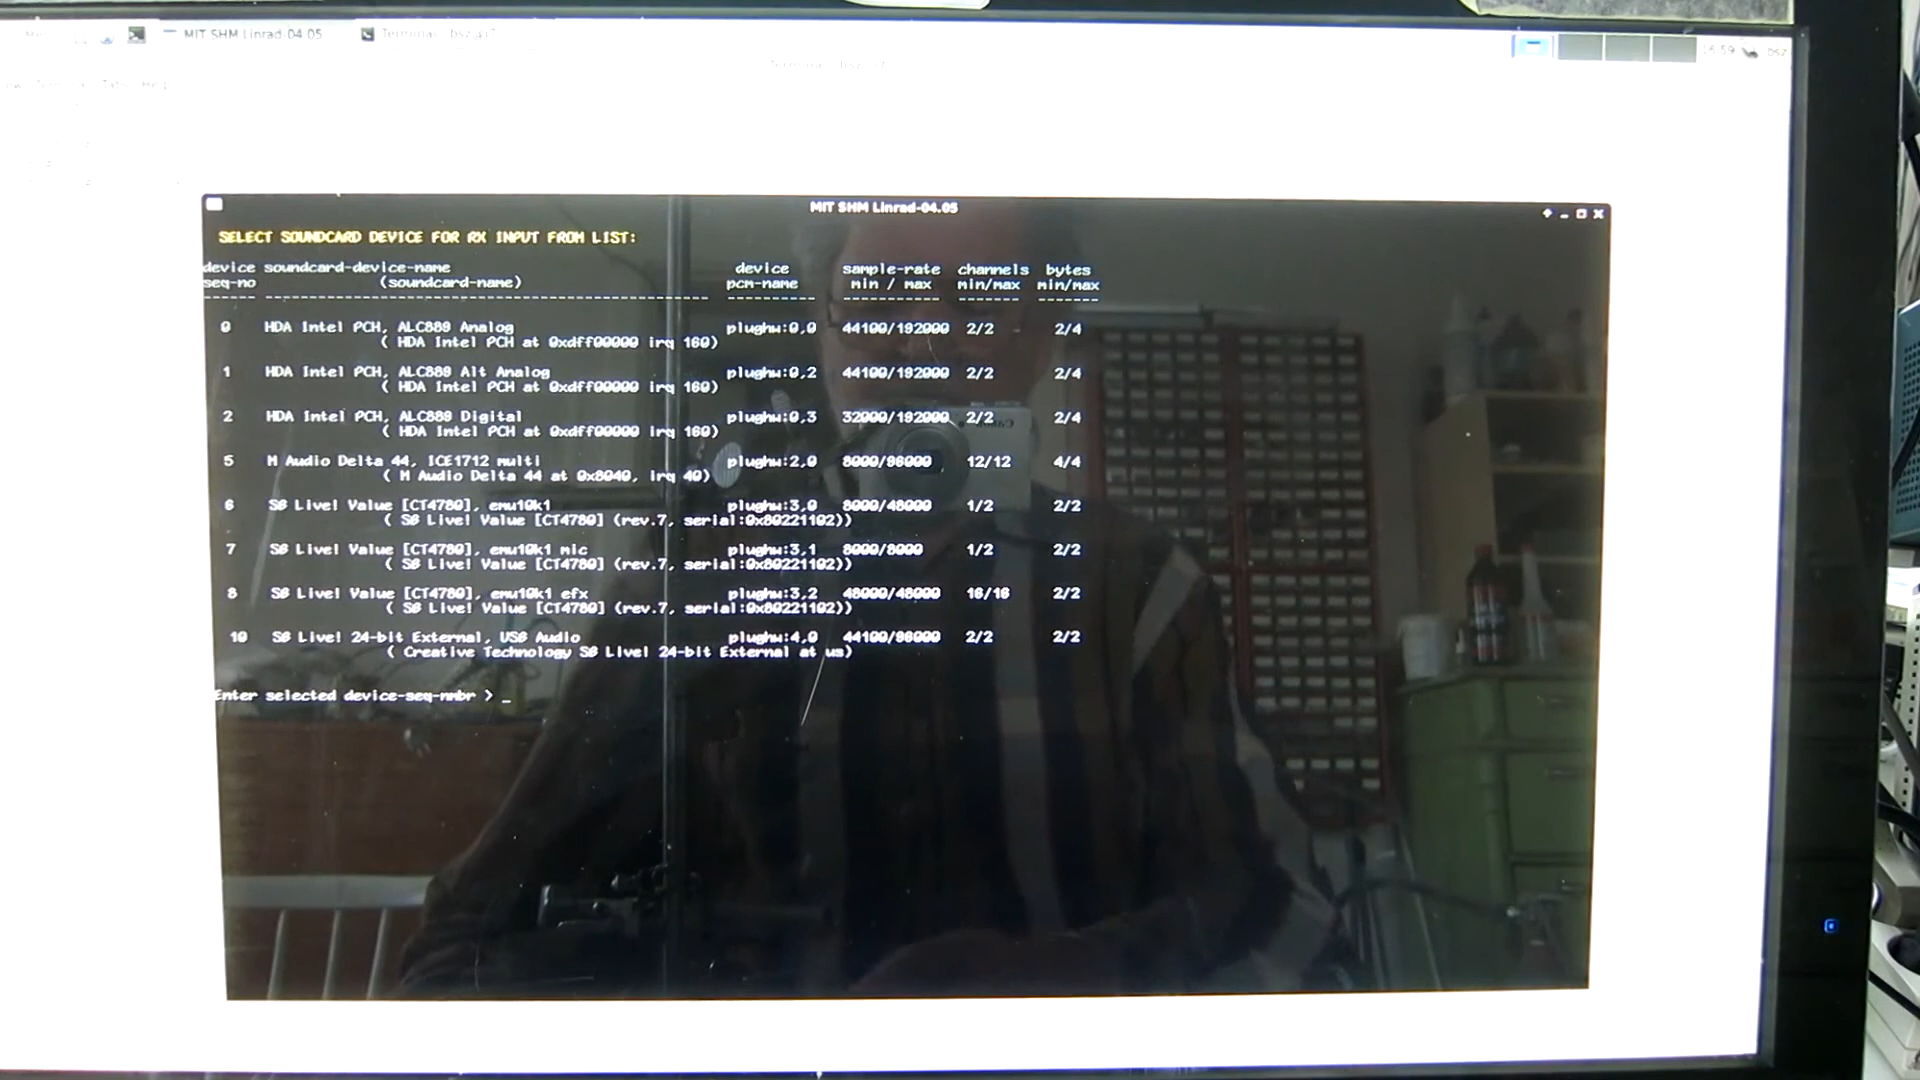 MIT SHM Linrad-04.05
Terminal
MIT SHM Linrad-04.05
SELECT SOUNDCARD DEVICE FOR RX INPUT FROM LIST:
device soundcard-device-name device sample-rate channels bytes
seq-no (soundcard-name) pcm-name min / max min/max min/max
0 HDA Intel PCH, ALC889 Analog plughw:0,0 44100/192000 2/2 2/4
( HDA Intel PCH at 0xdff00000 irq 160)
1 HDA Intel PCH, ALC889 Alt Analog plughw:0,2 44100/192000 2/2 2/4
( HDA Intel PCH at 0xdff00000 irq 160)
2 HDA Intel PCH, ALC889 Digital plughw:0,3 32000/192000 2/2 2/4
( HDA Intel PCH at 0xdff00000 irq 160)
5 M Audio Delta 44, ICE1712 multi plughw:2,0 8000/96000 12/12 4/4
( M Audio Delta 44 at 0x8040, irq 40)
6 SB Live! Value [CT4780], emu10k1 plughw:3,0 8000/48000 1/2 2/2
( SB Live! Value [CT4780] (rev.7, serial:0x80221102))
7 SB Live! Value [CT4780], emu10k1 mic plughw:3,1 8000/8000 1/2 2/2
( SB Live! Value [CT4780] (rev.7, serial:0x80221102))
8 SB Live! Value [CT4780], emu10k1 efx plughw:3,2 48000/48000 16/16 2/2
( SB Live! Value [CT4780] (rev.7, serial:0x80221102))
10 SB Live! 24-bit External, USB Audio plughw:4,0 44100/96000 2/2 2/2
( Creative Technology SB Live! 24-bit External at us)
Enter selected device-seq-nmbr > _